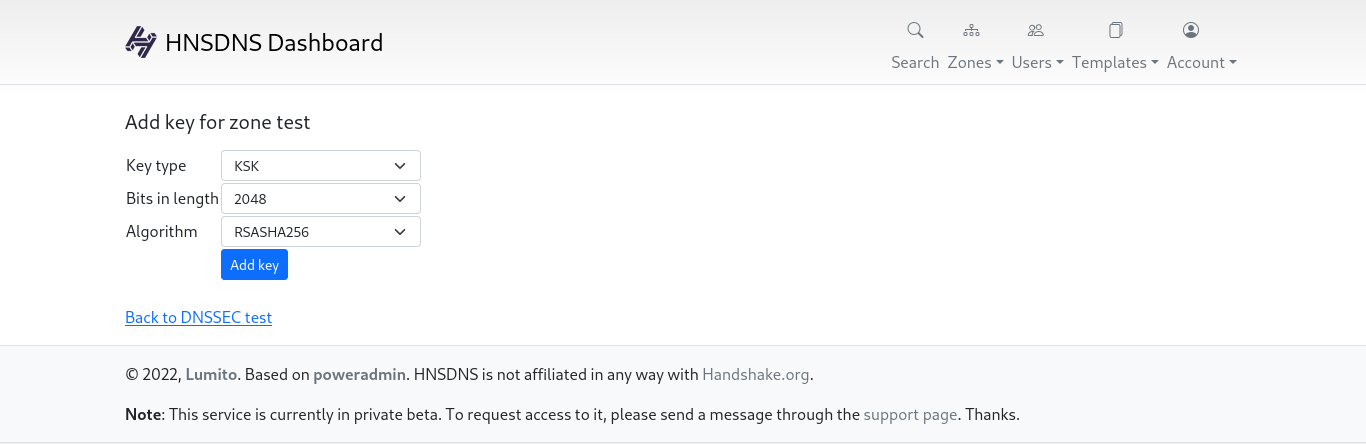 HNSDNS Dashboard
Search Zones Users Templates Account
Add key for zone test
Key type KSK
Bits in length 2048
Algorithm RSASHA256
Add key
Back to DNSSEC test
© 2022, Lumito. Based on poweradmin. HNSDNS is not affiliated in any way with Handshake.org.
Note: This service is currently in private beta. To request access to it, please send a message through the support page. Thanks.